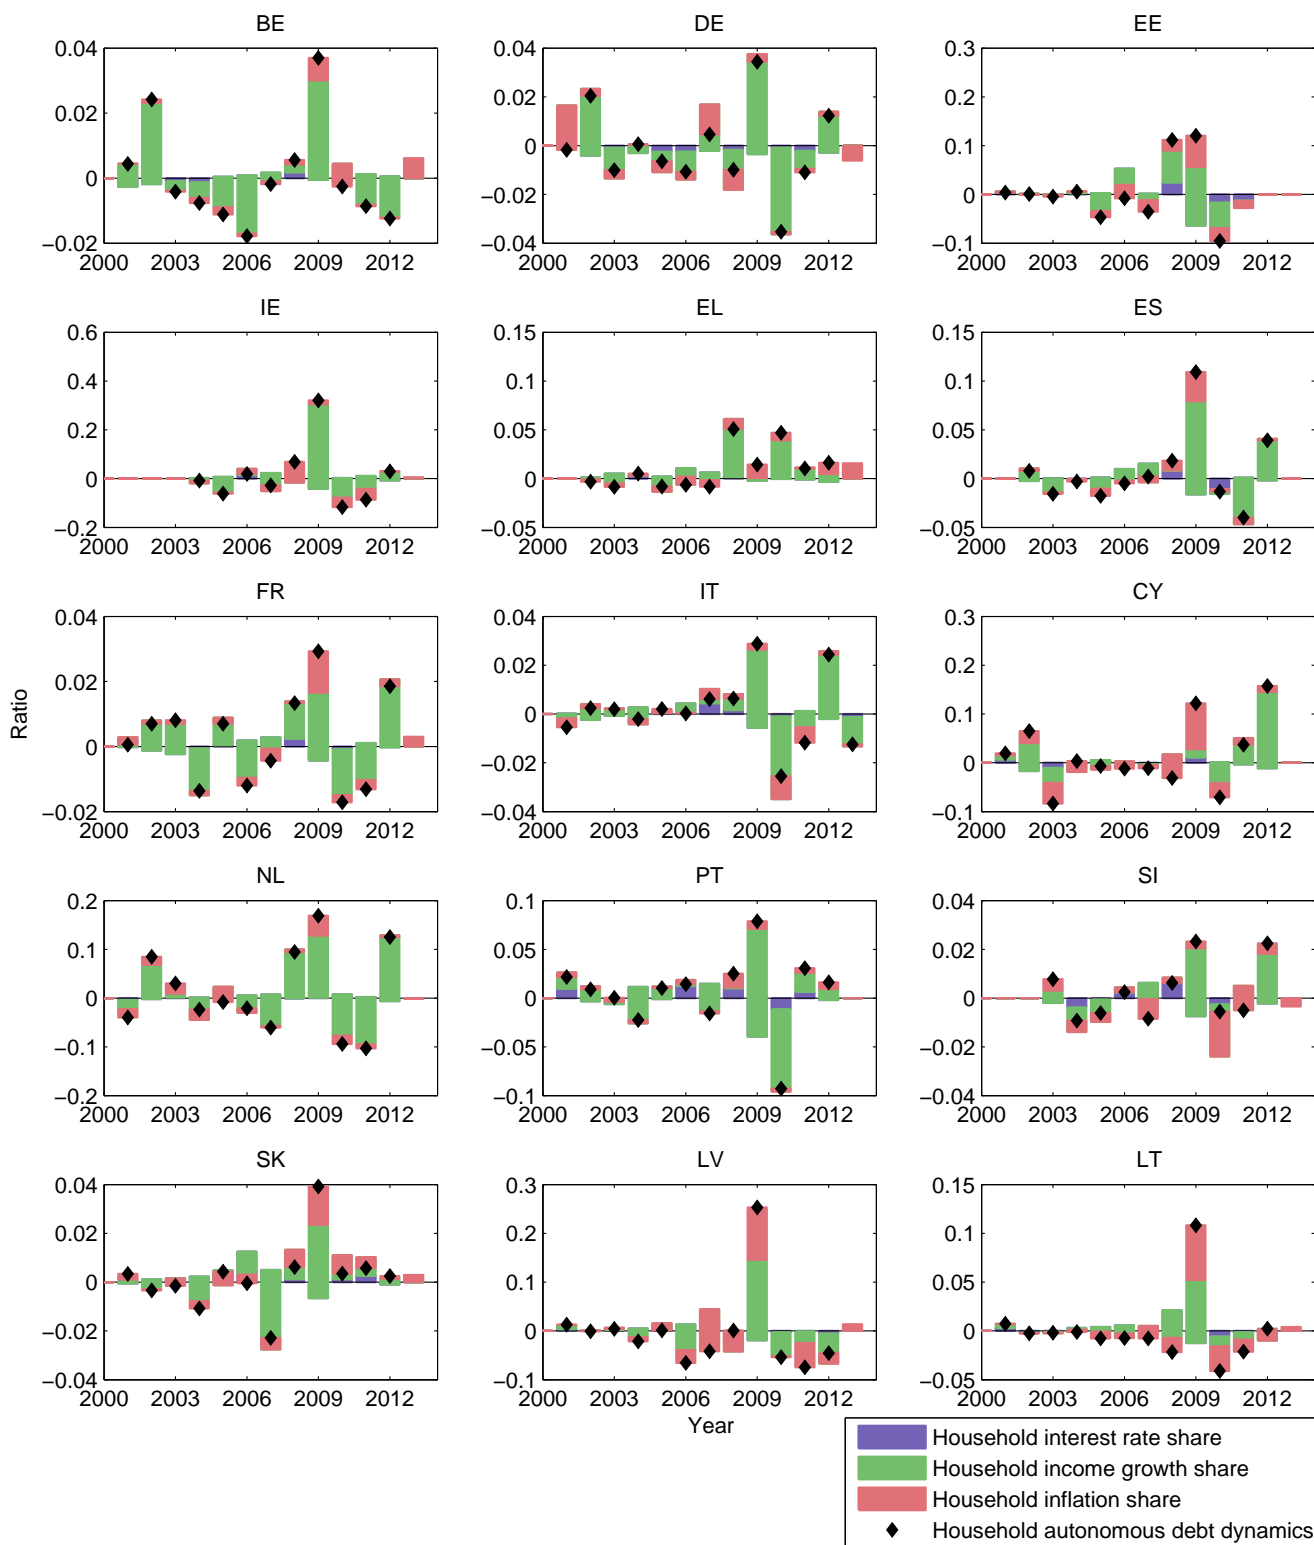 BE
DE
EE
0.04
0.02
0
−0.02
2000 2003 2006 2009 2012
0.04
0.02
0
−0.02
−0.04
2000 2003 2006 2009 2012
0.3
0.2
0.1
0
−0.1
2000 2003 2006 2009 2012
IE
EL
ES
0.6
0.4
0.2
0
−0.2
2000 2003 2006 2009 2012
0.15
0.1
0.05
0
−0.05
2000 2003 2006 2009 2012
0.15
0.1
0.05
0
−0.05
2000 2003 2006 2009 2012
FR
IT
CY
Ratio
0.04
0.02
0
−0.02
2000 2003 2006 2009 2012
0.04
0.02
0
−0.02
−0.04
2000 2003 2006 2009 2012
0.3
0.2
0.1
0
−0.1
2000 2003 2006 2009 2012
NL
PT
SI
0.2
0.1
0
−0.1
−0.2
2000 2003 2006 2009 2012
0.1
0.05
0
−0.05
−0.1
2000 2003 2006 2009 2012
0.04
0.02
0
−0.02
−0.04
2000 2003 2006 2009 2012
SK
LV
LT
0.04
0.02
0
−0.02
−0.04
2000 2003 2006 2009 2012
0.3
0.2
0.1
0
−0.1
2000 2003 2006 2009 2012
0.15
0.1
0.05
0
−0.05
2000 2003 2006 2009 2012
Year
Household interest rate share
Household income growth share
Household inflation share
Household autonomous debt dynamics